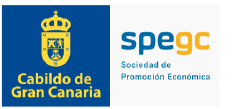 Cabildo de
Gran Canaria
spegc
Sociedad de
Promoción Económica